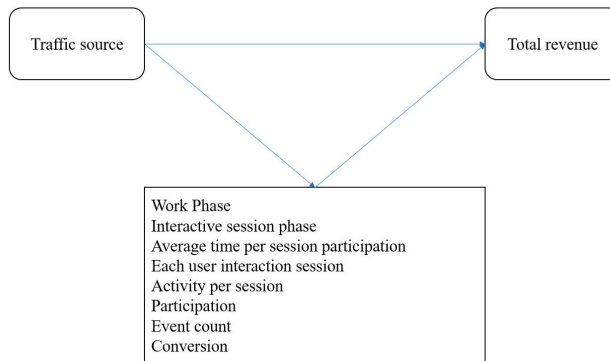 Traffic source
Total revenue
Work Phase
Interactive session phase
Average time per session participation
Each user interaction session
Activity per session
Participation
Event count
Conversion